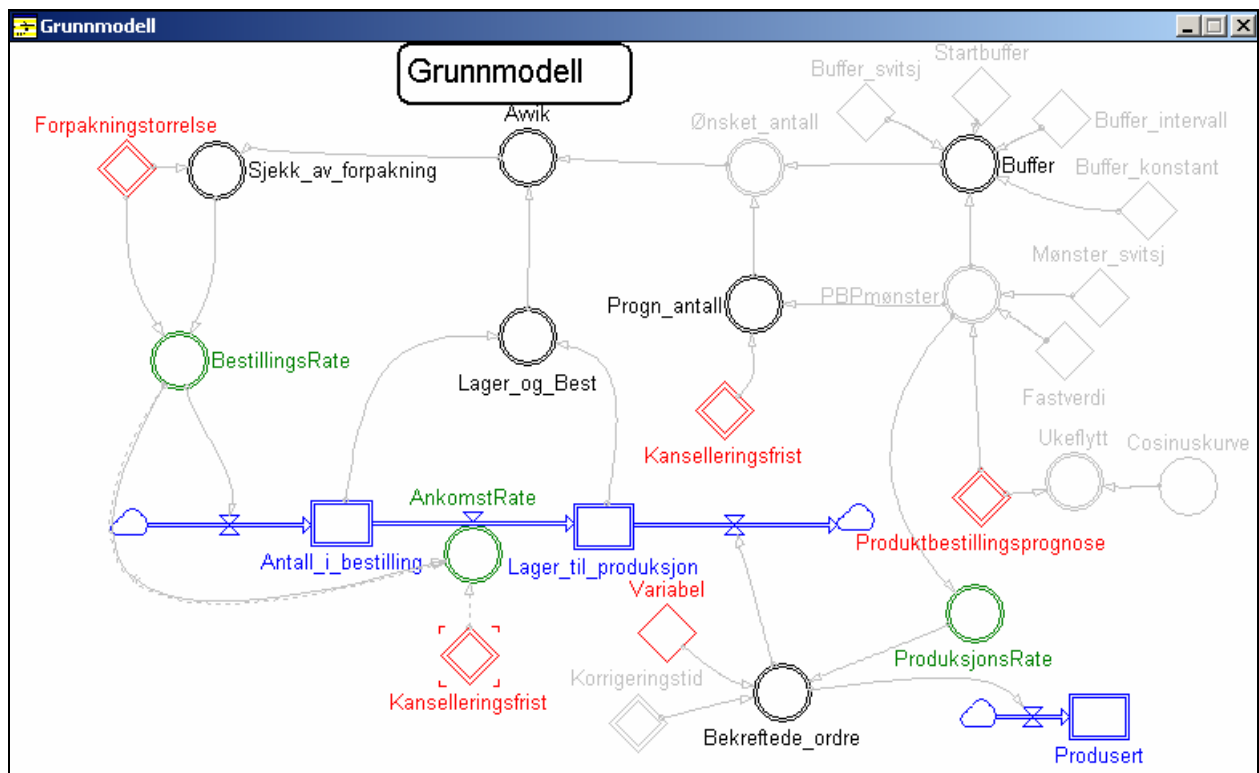 Grunnmodell
Grunnmodell
Startbuffer
Buffer_svitsj
Avvik
Ønsket_antall
Buffer_intervall
Forpakningstorrelse
Sjekk_av_forpakning
Buffer
Buffer_konstant
Mønster_svitsj
Progn_antall
PBPmønster
BestillingsRate
Lager_og_Best
Fastverdi
Kanselleringsfrist
Ukeflytt
Cosinuskurve
AnkomstRate
Produktbestillingsprognose
Antall_i_bestilling
Lager_til_produksjon
Variabel
ProduksjonsRate
Korrigeringstid
Kanselleringsfrist
Bekreftede_ordre
Produsert